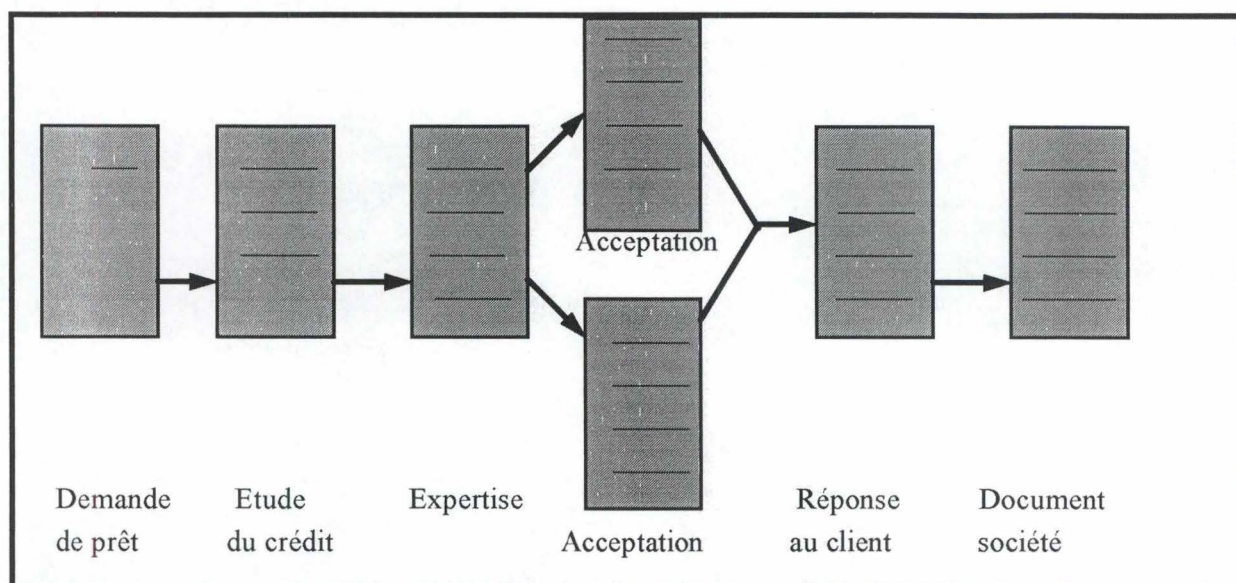 Acceptation
Demande
de prêt
Etude
du crédit
Expertise
Acceptation
Réponse
au client
Document
société